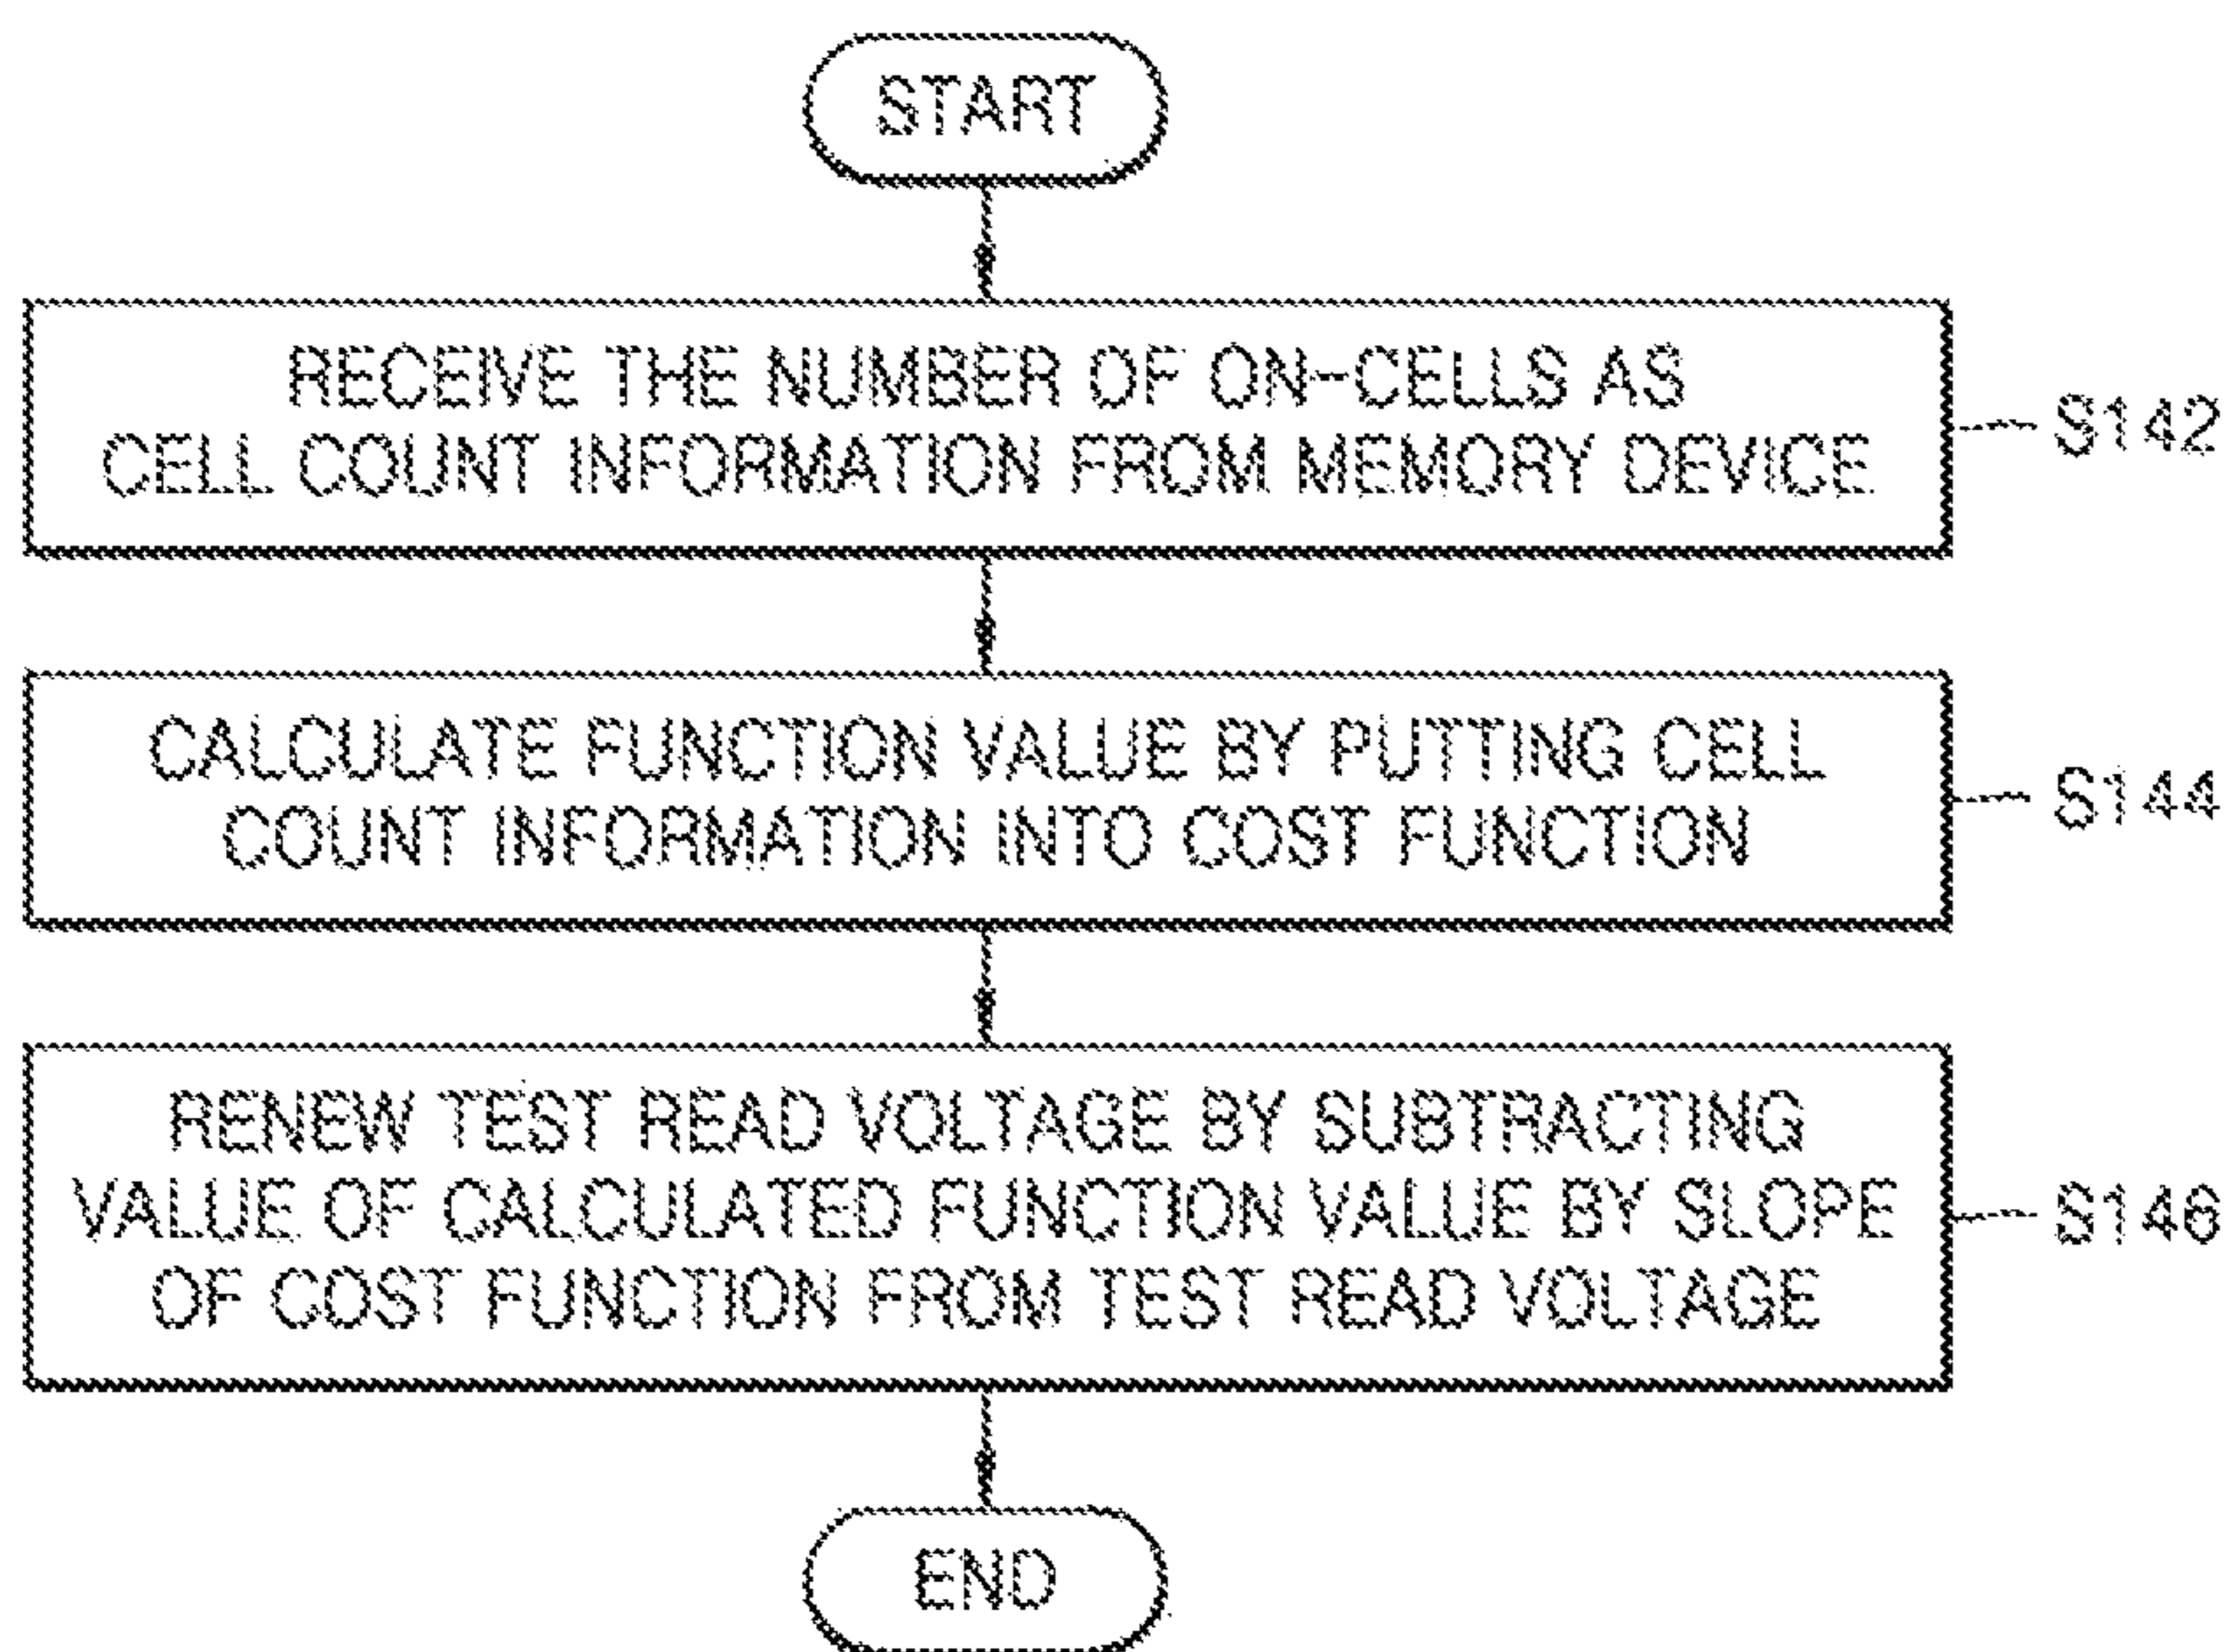 START
RECEIVE THE NUMBER OF ON-CELLS AS
CELL COUNT INFORMATION FROM MEMORY DEVICE
S142
CALCULATE FUNCTION VALUE BY PUTTING CELL
COUNT INFORMATION INTO COST FUNCTION
S144
RENEW TEST READ VOLTAGE BY SUBTRACTING
VALUE OF CALCULATED FUNCTION VALUE BY SLOPE
OF COST FUNCTION FROM TEST READ VOLTAGE
S146
END